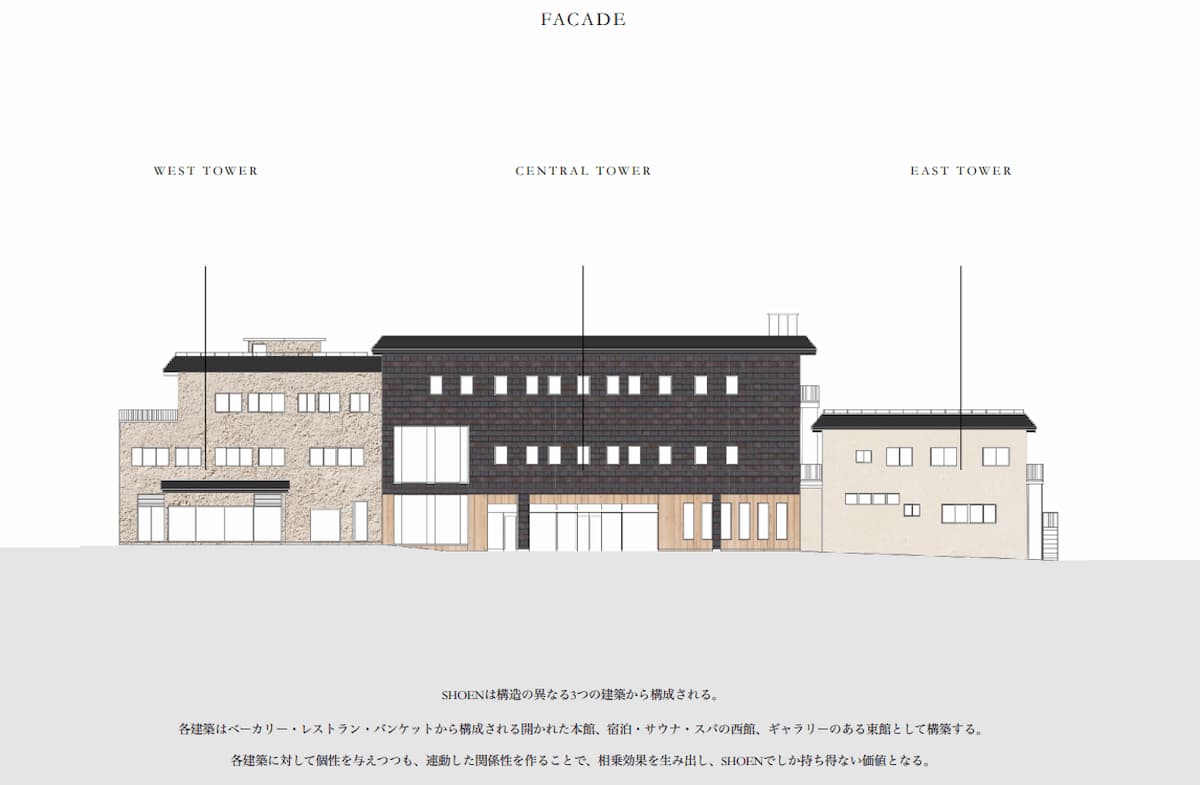 FACADE
WEST TOWER
CENTRAL TOWER
EAST TOWER
SHOENは構造の異なる3つの建築から構成される。
各建築はベーカリー・レストラン・バンケットから構成される開かれた本館、宿泊・サウナ・スパの西館、ギャラリーのある東館として構築する。
各建築に対して個性を与えつつも、連動した関係性を作ることで、相乗効果を生み出し、SHOENでしか持ち得ない価値となる。